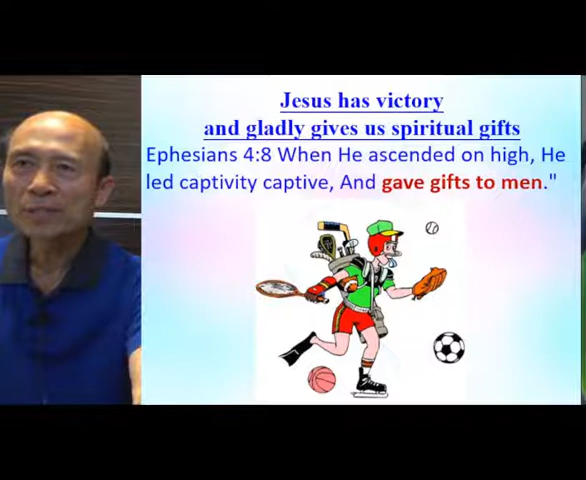 Jesus has victory
and gladly gives us spiritual gifts
Ephesians 4:8 When He ascended on high, He
led captivity captive, And gave gifts to men."